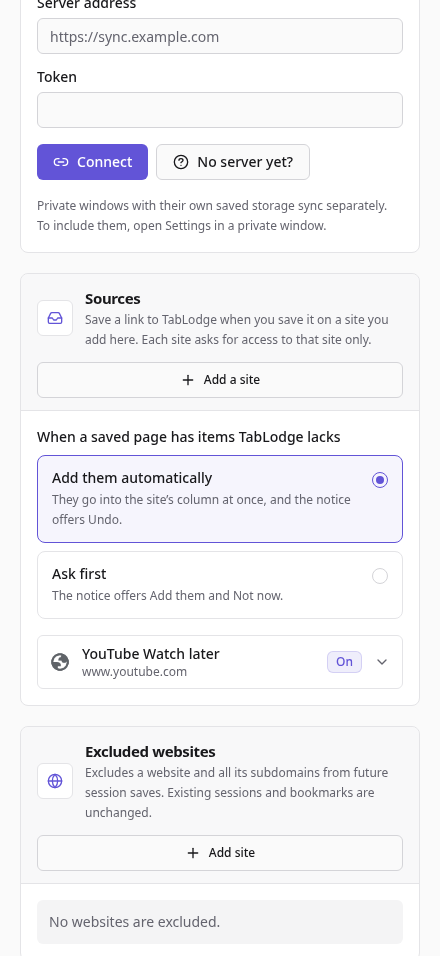 Server address
https://sync.example.com
Token
Connect
No server yet?
Private windows with their own saved storage sync separately.
To include them, open Settings in a private window.
Sources
Save a link to TabLodge when you save it on a site you
add here. Each site asks for access to that site only.
Add a site
When a saved page has items TabLodge lacks
Add them automatically
They go into the site’s column at once, and the notice
offers Undo.
Ask first
The notice offers Add them and Not now.
YouTube Watch later
www.youtube.com
On
Excluded websites
Excludes a website and all its subdomains from future
session saves. Existing sessions and bookmarks are
unchanged.
Add site
No websites are excluded.